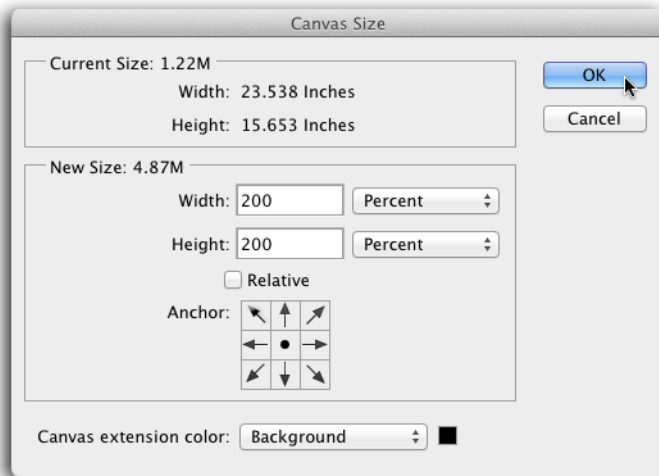 Canvas Size
Current Size: 1.22M
Width: 23.538 Inches
Height: 15.653 Inches
OK
Cancel
New Size: 4.87M
Width: 200 Percent
Height: 200 Percent
Relative
Anchor:
Canvas extension color: Background